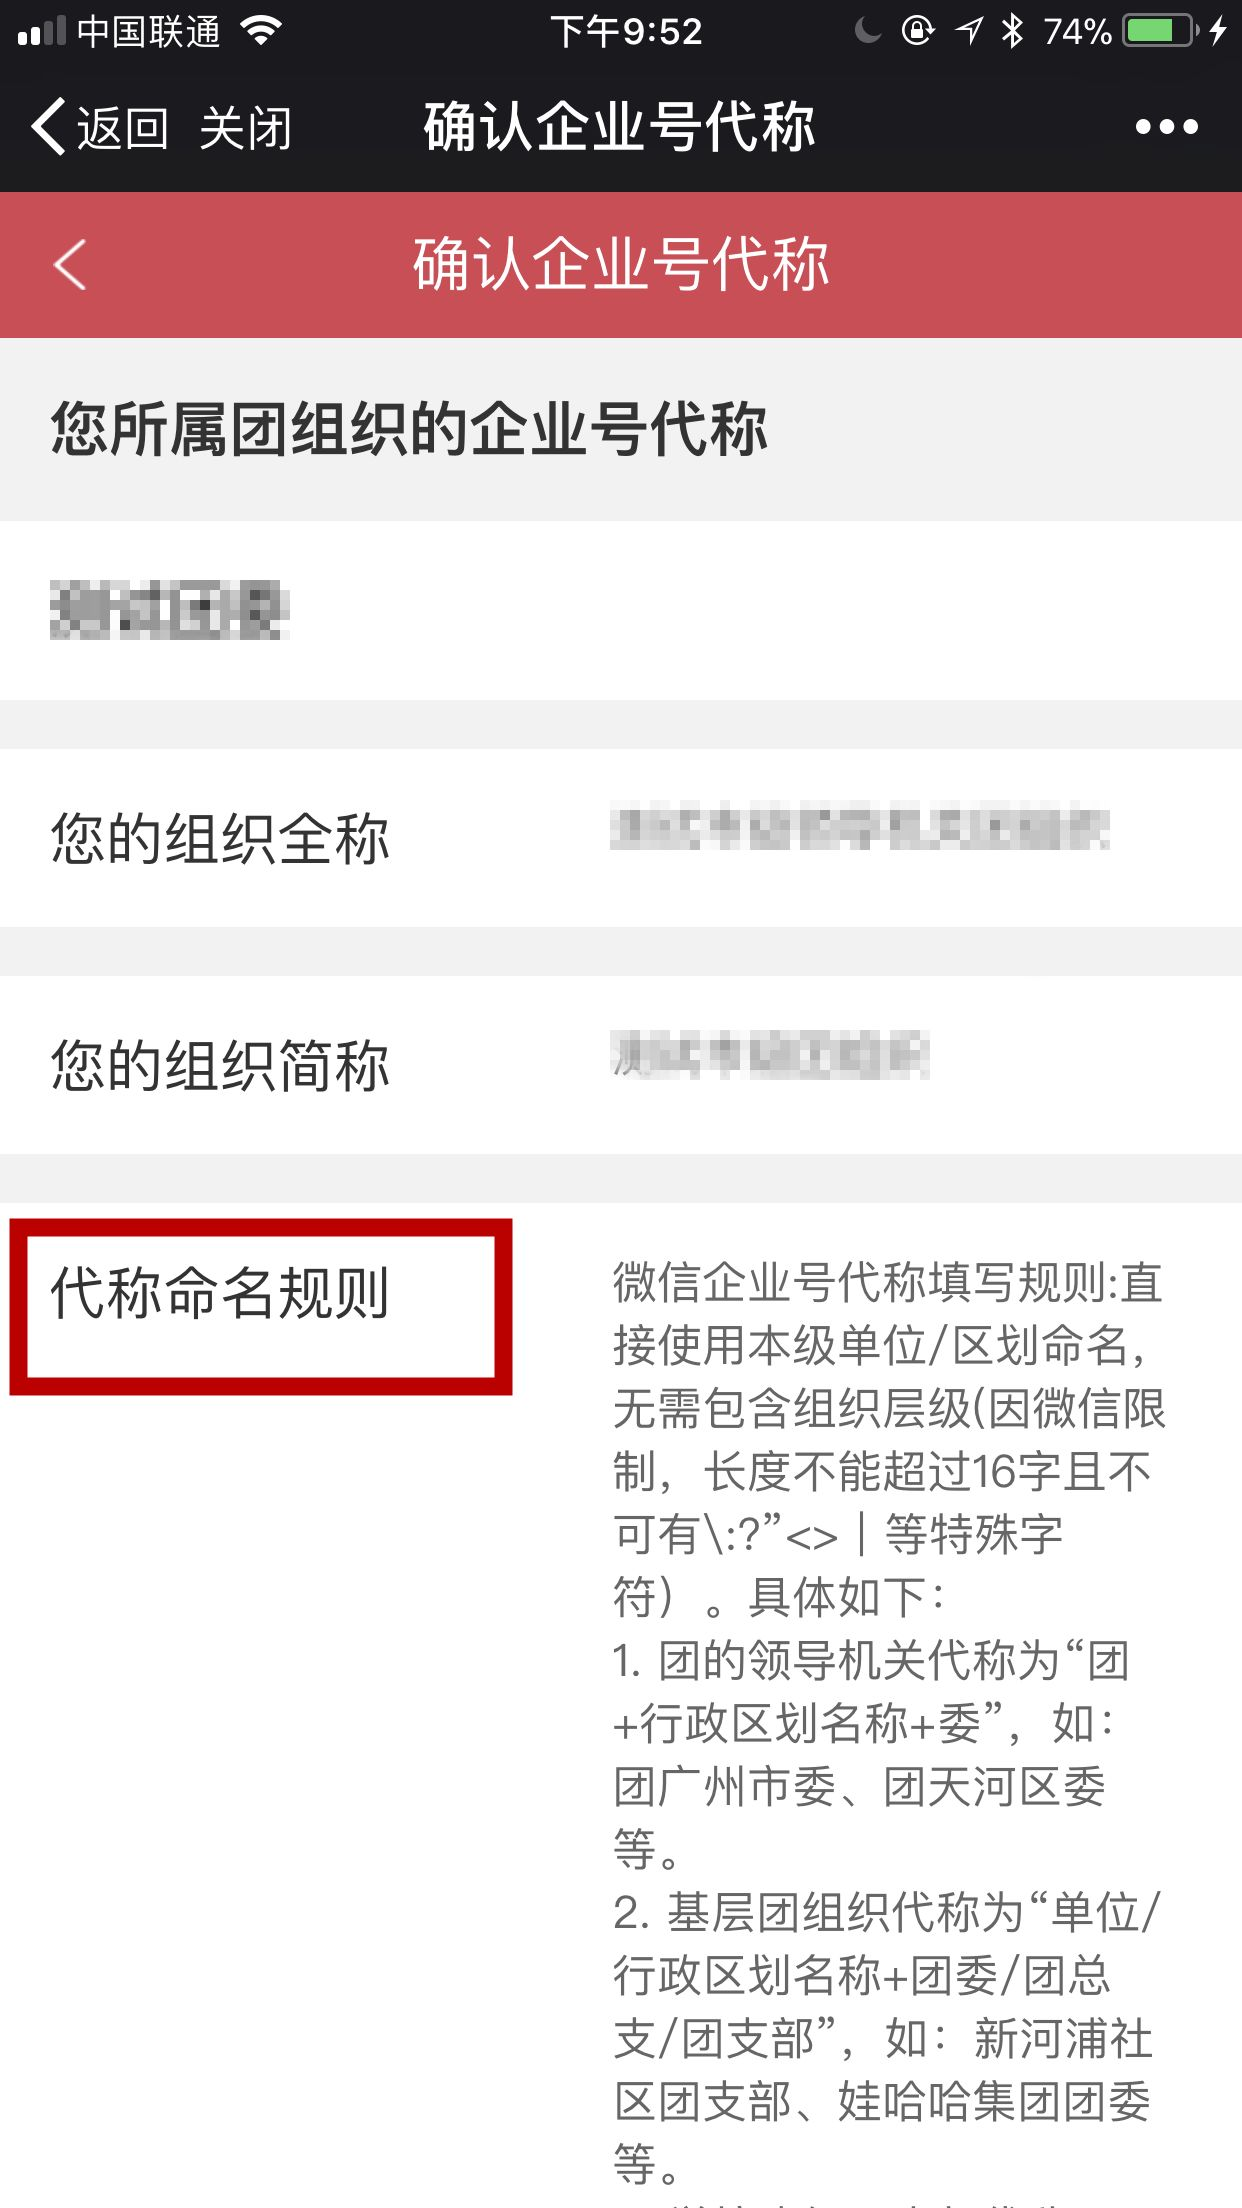 中国联通 下午9:52 74%
返回 关闭 确认企业号代称
确认企业号代称
您所属团组织的企业号代称
您的组织全称
您的组织简称
代称命名规则
微信企业号代称填写规则:直
接使用本级单位/区划命名,
无需包含组织层级(因微信限
制，长度不能超过16字且不
可有\:?”<>｜等特殊字
符）。具体如下：
1. 团的领导机关代称为“团
+行政区划名称+委”，如：
团广州市委、团天河区委
等。
2. 基层团组织代称为“单位/
行政区划名称+团委/团总
支/团支部”，如：新河浦社
区团支部、娃哈哈集团团委
等。